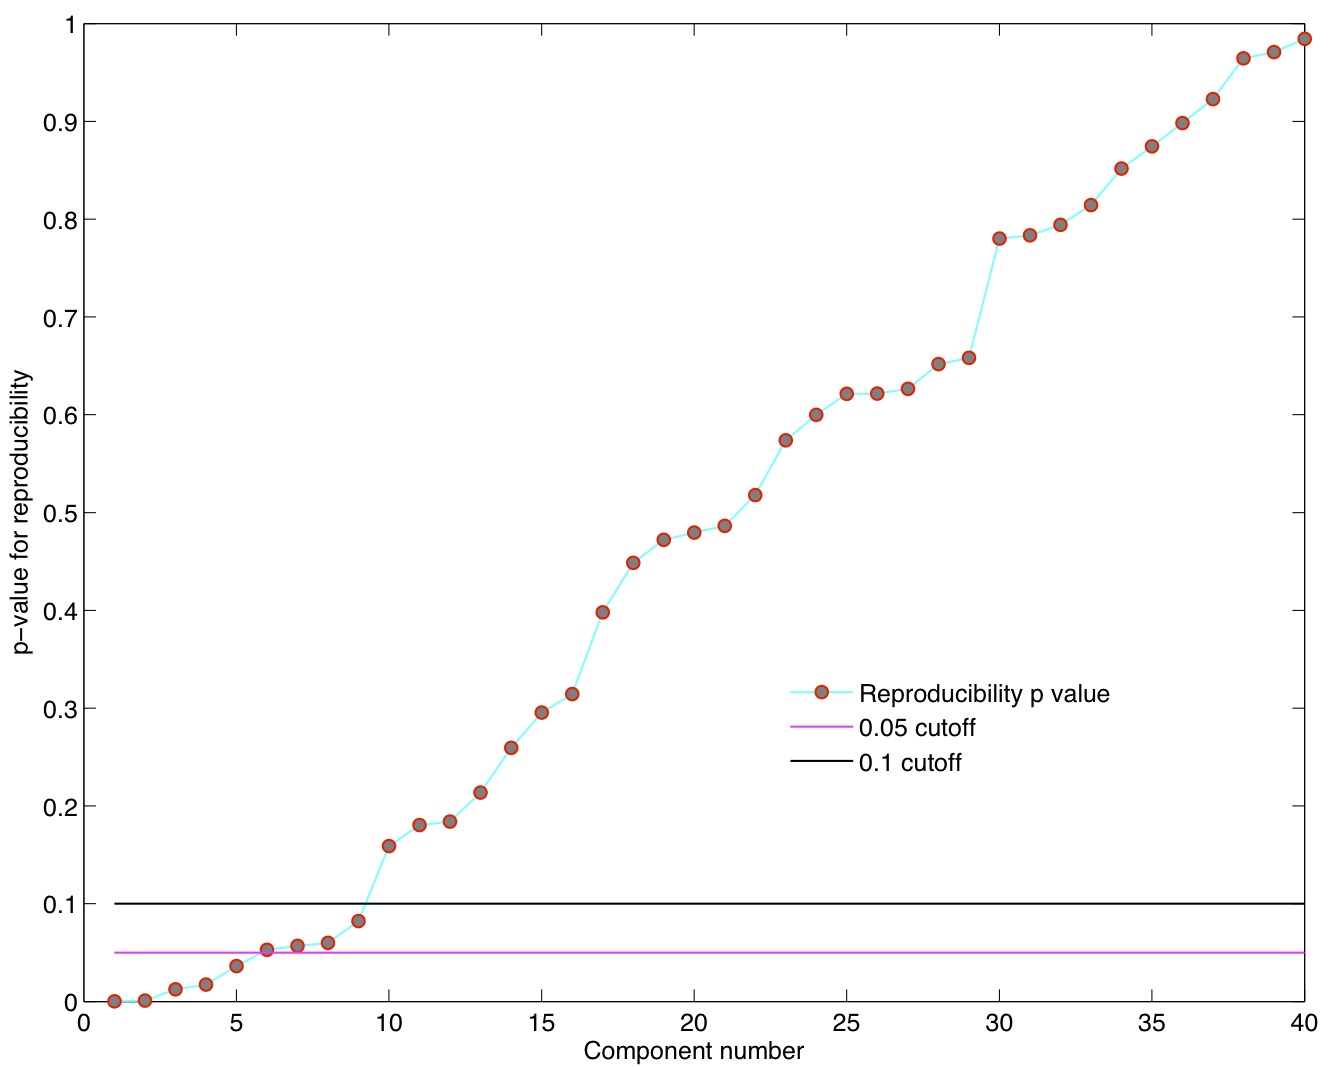 1
0.9
0.8
0.7
0.6
0.5
0.4
0.3
0.2
0.1
0
p-value for reproducibility
Reproducibility p value
0.05 cutoff
0.1 cutoff
0 5 10 15 20 25 30 35 40
Component number